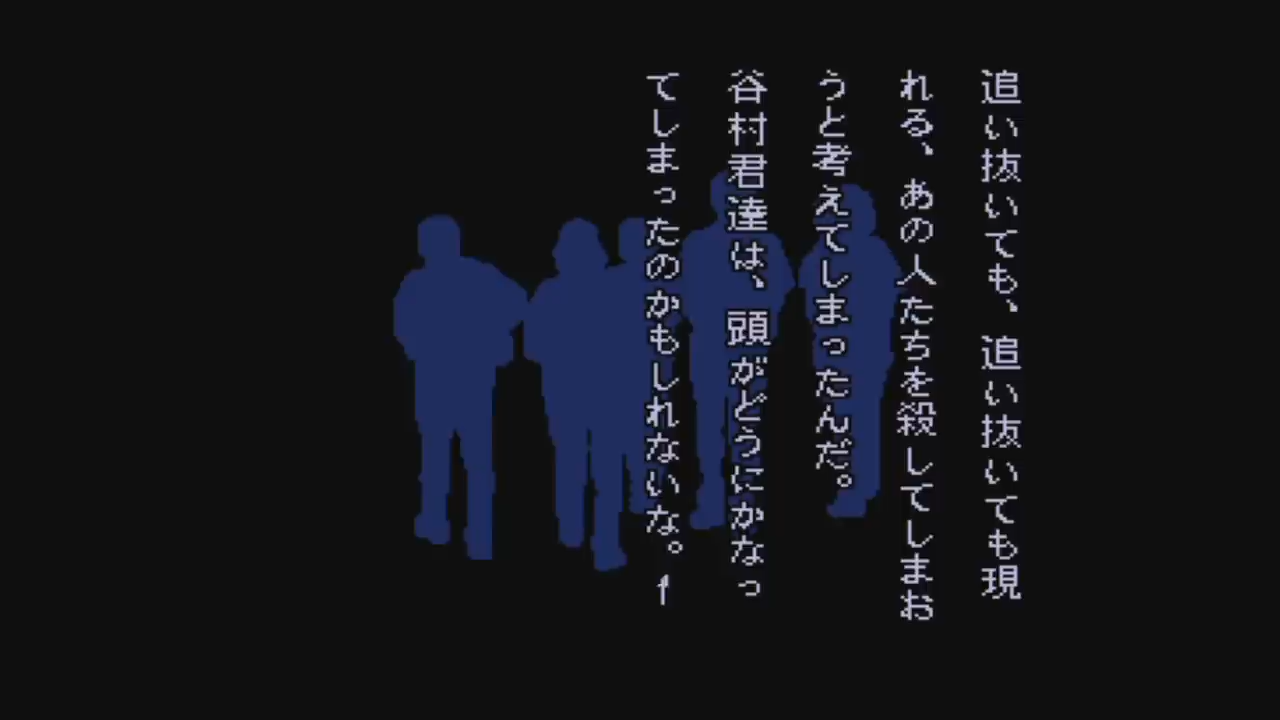 追い抜いても、追い抜いても現
れる、あの人たちを殺してしまお
うと考えてしまったんだ。
谷村君達は、頭がどうにかなっ
てしまったのかもしれないな。